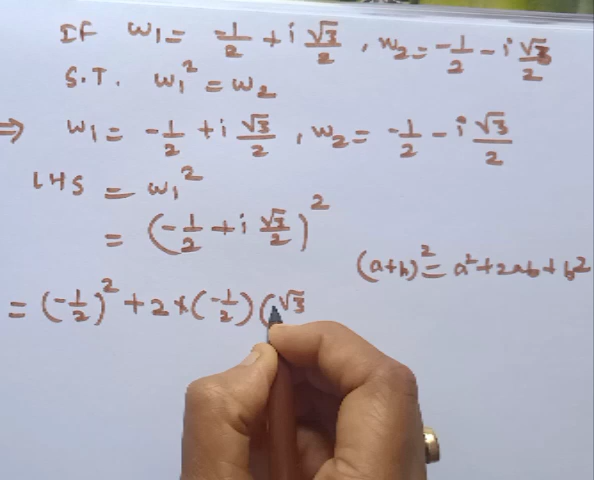 If w₁ = -1/2 + i √3/2 , w₂ = -1/2 - i √3/2
S.T. w₁² = w₂
⇒ w₁ = -1/2 + i √3/2 , w₂ = -1/2 - i √3/2
LHS = w₁²
= (-1/2 + i √3/2)²
(a+b)² = a² + 2ab + b²
= (-1/2)² + 2 × (-1/2) ( √3